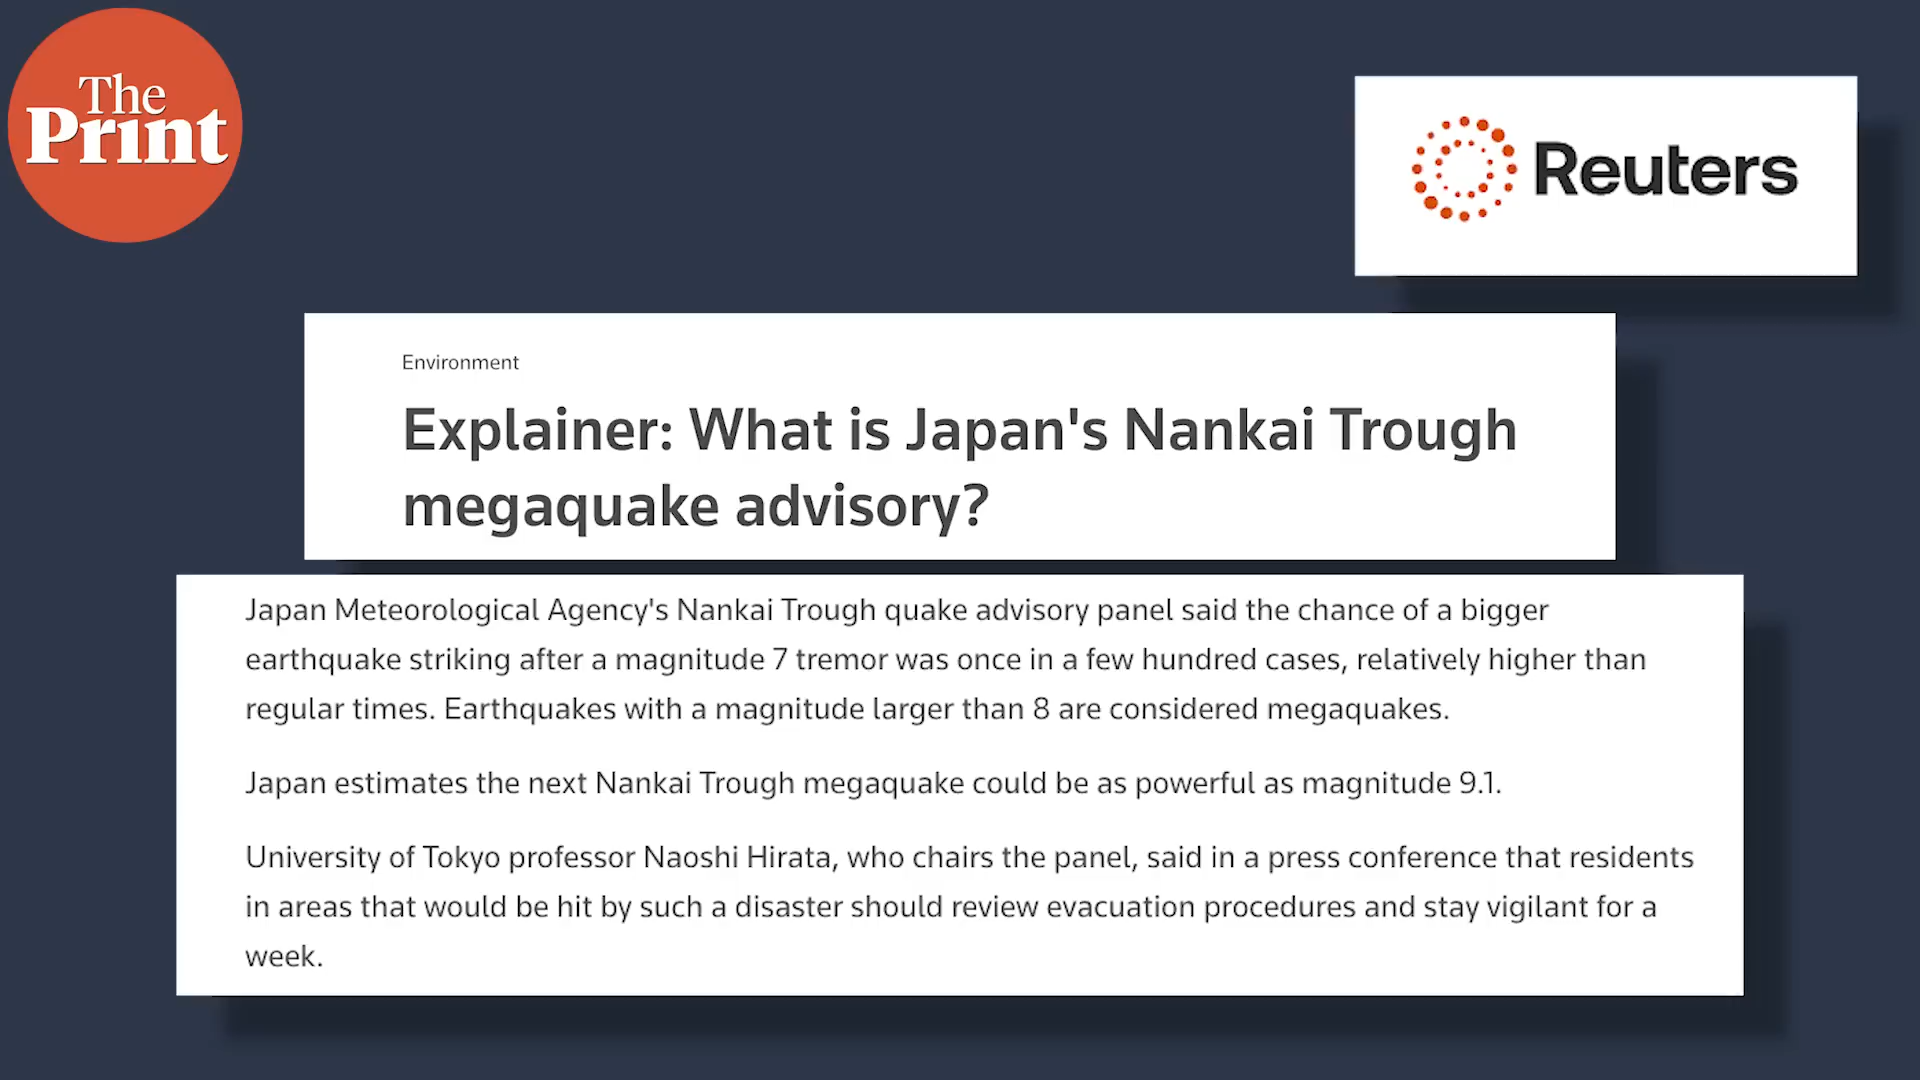 The
Print
Reuters
Environment
Explainer: What is Japan's Nankai Trough
megaquake advisory?
Japan Meteorological Agency's Nankai Trough quake advisory panel said the chance of a bigger
earthquake striking after a magnitude 7 tremor was once in a few hundred cases, relatively higher than
regular times. Earthquakes with a magnitude larger than 8 are considered megaquakes.
Japan estimates the next Nankai Trough megaquake could be as powerful as magnitude 9.1.
University of Tokyo professor Naoshi Hirata, who chairs the panel, said in a press conference that residents
in areas that would be hit by such a disaster should review evacuation procedures and stay vigilant for a
week.